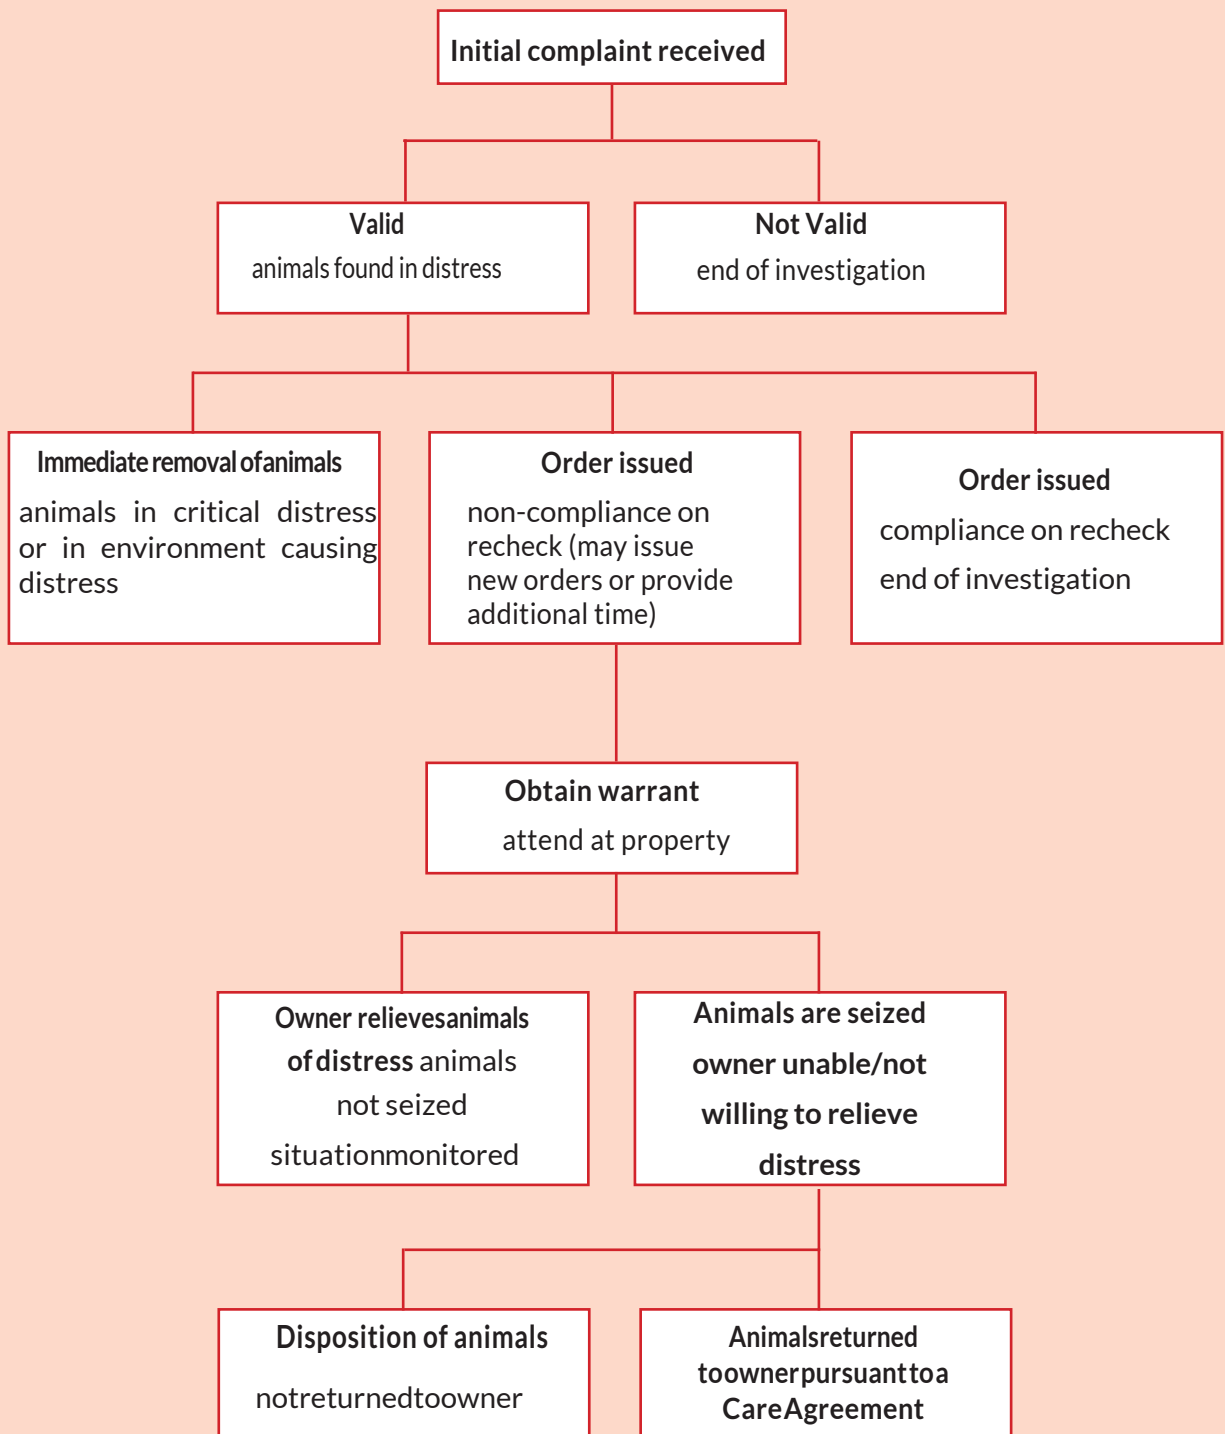 Initial complaint received
Valid
animals found in distress
Not Valid
end of investigation
Immediate removal ofanimals
animals in critical distress
or in environment causing
distress
Order issued
non-compliance on
recheck (may issue
new orders or provide
additional time)
Order issued
compliance on recheck
end of investigation
Obtain warrant
attend at property
Owner relievesanimals
of distress animals
not seized
situationmonitored
Animals are seized
owner unable/not
willing to relieve
distress
Disposition of animals
notreturnedtoowner
Animalsreturned
toownerpursuanttoa
CareAgreement